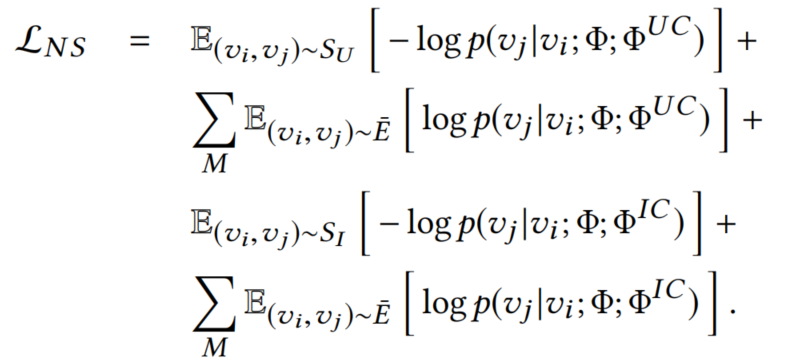 ℒ_{NS} = 𝔼_{(v_i, v_j)∼S_U} [ − log p(v_j|v_i; Φ; Φ^{UC}) ] +
∑_M 𝔼_{(v_i, v_j)∼Ē} [ log p(v_j|v_i; Φ; Φ^{UC}) ] +
𝔼_{(v_i, v_j)∼S_I} [ − log p(v_j|v_i; Φ; Φ^{IC}) ] +
∑_M 𝔼_{(v_i, v_j)∼Ē} [ log p(v_j|v_i; Φ; Φ^{IC}) ] .